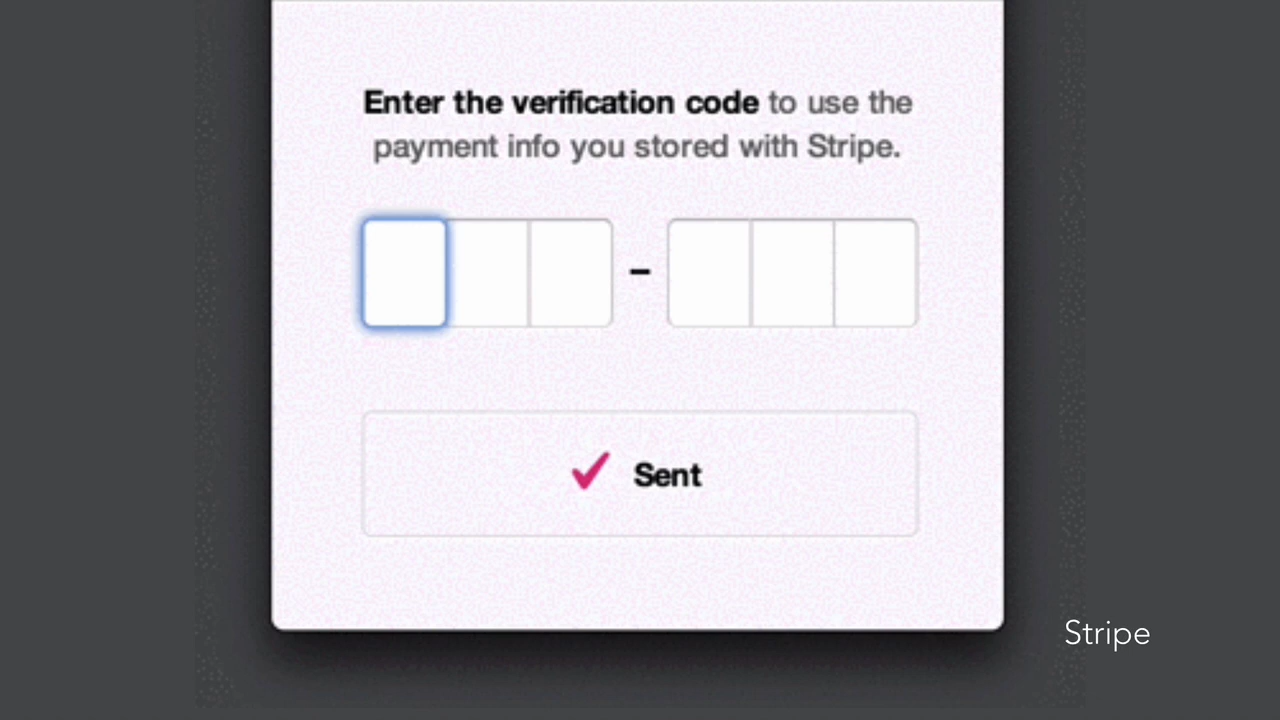 Enter the verification code to use the
payment info you stored with Stripe.
–
Sent
Stripe